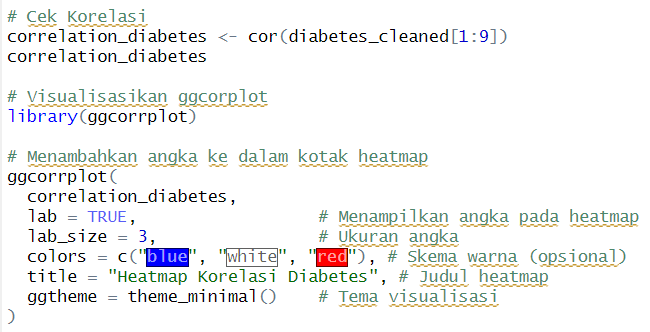 # Cek Korelasi
correlation_diabetes <- cor(diabetes_cleaned[1:9])
correlation_diabetes
# Visualisasikan ggcorplot
library(ggcorrplot)
# Menambahkan angka ke dalam kotak heatmap
ggcorrplot(
correlation_diabetes,
lab = TRUE, # Menampilkan angka pada heatmap
lab_size = 3, # Ukuran angka
colors = c("blue", "white", "red"), # Skema warna (opsional)
title = "Heatmap Korelasi Diabetes", # Judul heatmap
ggtheme = theme_minimal() # Tema visualisasi
)